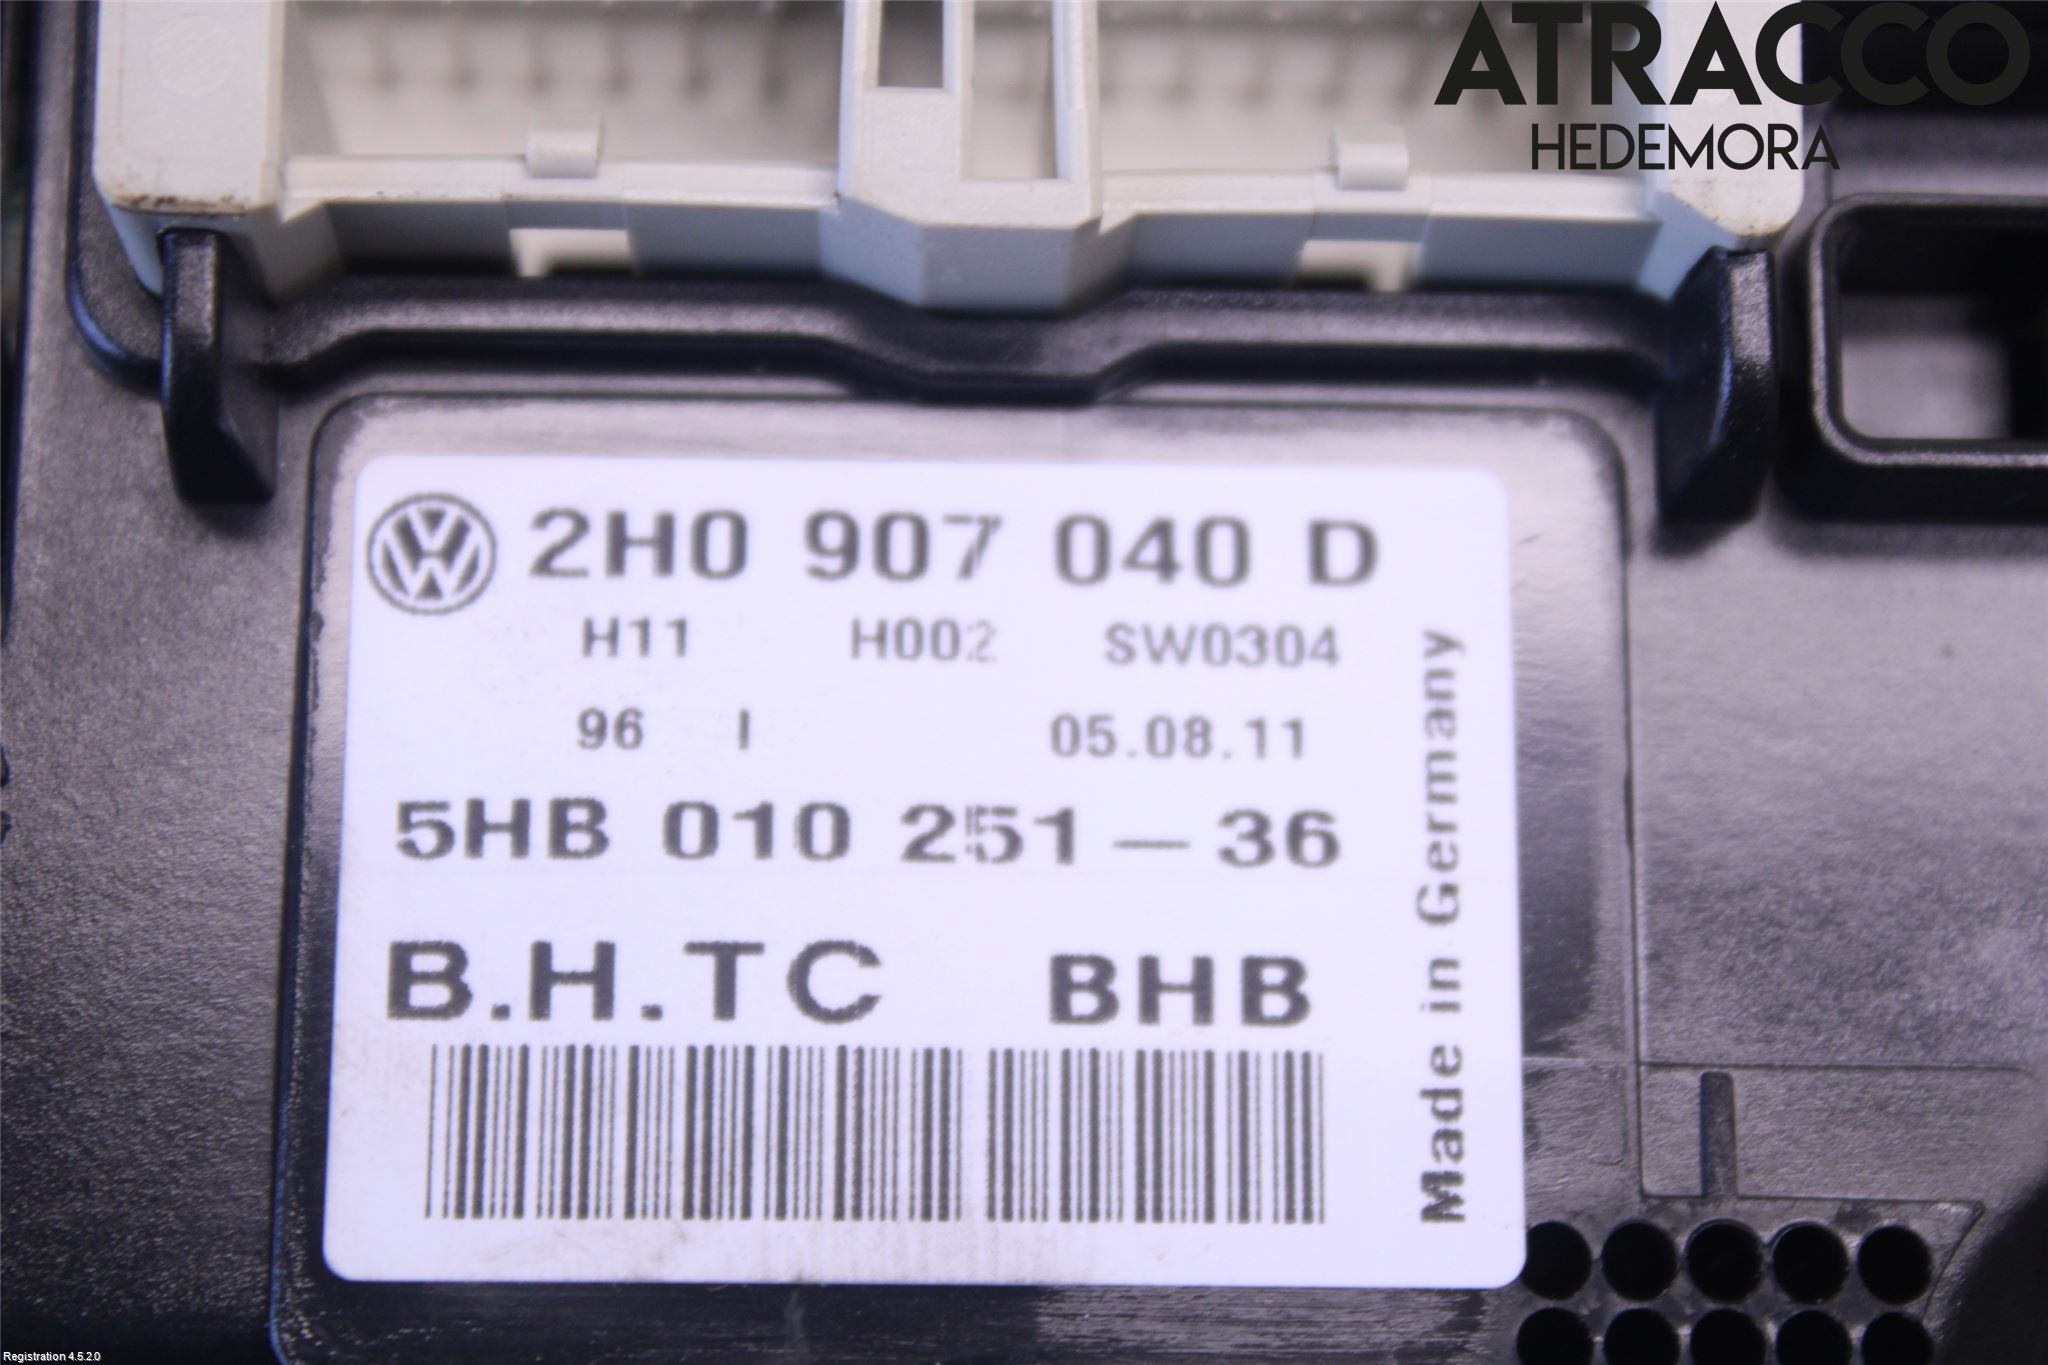 ATRACCO
HEDEMORA
2H0 907 040 D
H11 H002 SW0304
96 I 05.08.11
5HB 010 251-36
B.H.TC BHB
Made in Germany
Registration 4.5.2.0